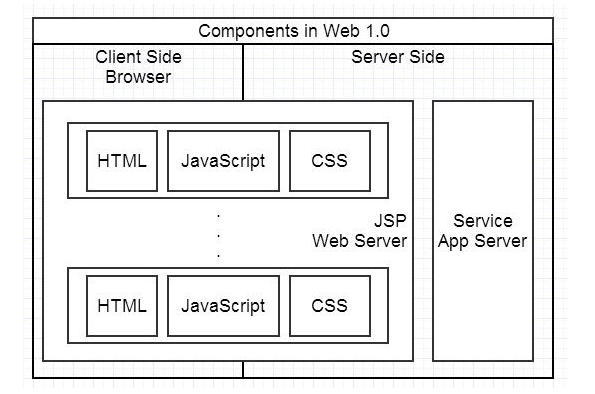 Components in Web 1.0
Client Side
Browser
Server Side
HTML
JavaScript
CSS
.
.
.
JSP
Web Server
Service
App Server
HTML
JavaScript
CSS